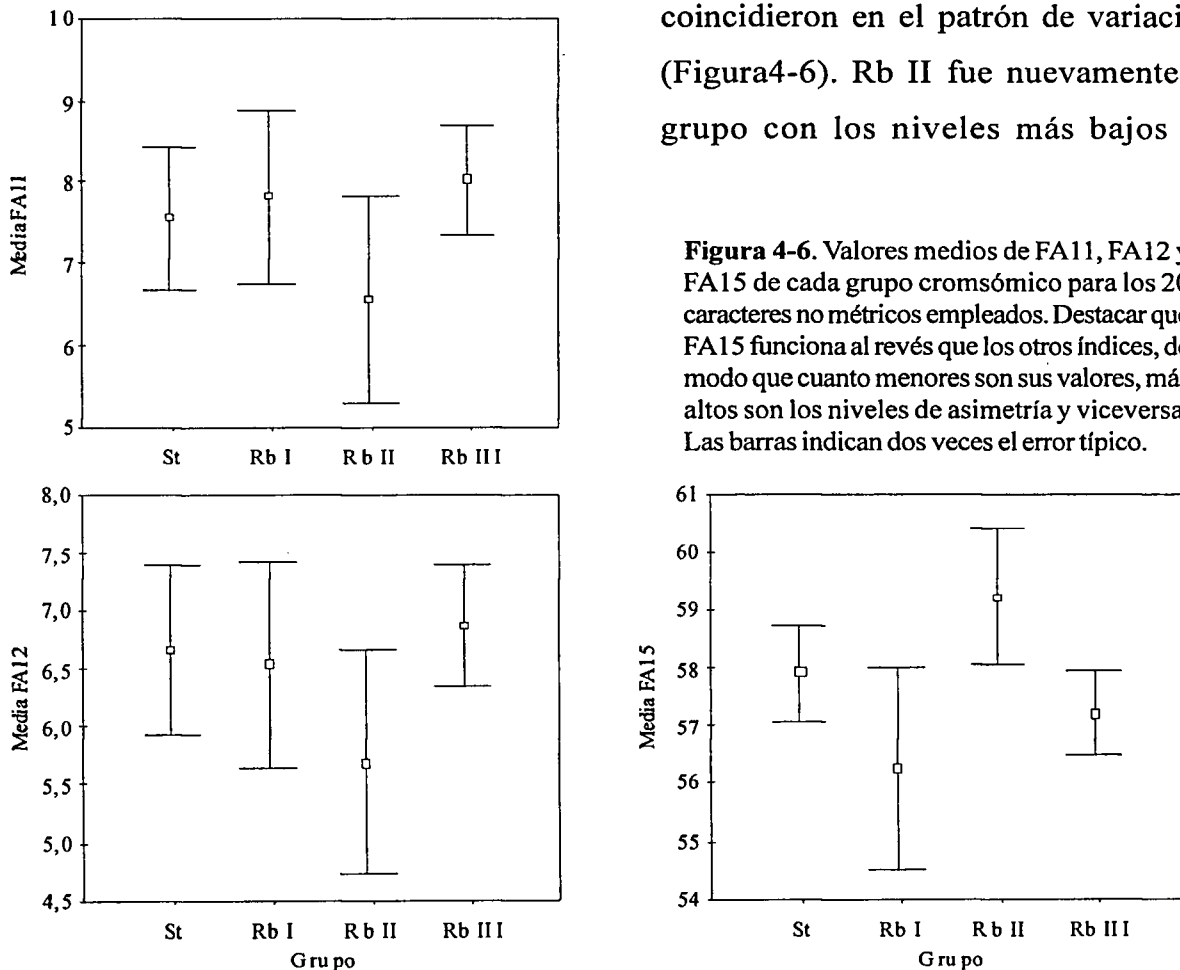 coincidieron en el patrón de variaci
(Figura4-6). Rb II fue nuevamente
grupo con los niveles más bajos
Figura 4-6. Valores medios de FA11, FA12 y
FA15 de cada grupo cromsómico para los 20
caracteres no métricos empleados. Destacar que
FA15 funciona al revés que los otros índices, de
modo que cuanto menores son sus valores, más
altos son los niveles de asimetría y viceversa
Las barras indican dos veces el error típico.
Media FA11
10
9
8
7
6
5
St Rb I Rb II Rb III
Media FA12
8,0
7,5
7,0
6,5
6,0
5,5
5,0
4,5
St Rb I Rb II Rb III
Grupo
Media FA15
61
60
59
58
57
56
55
54
St Rb I Rb II Rb III
Grupo